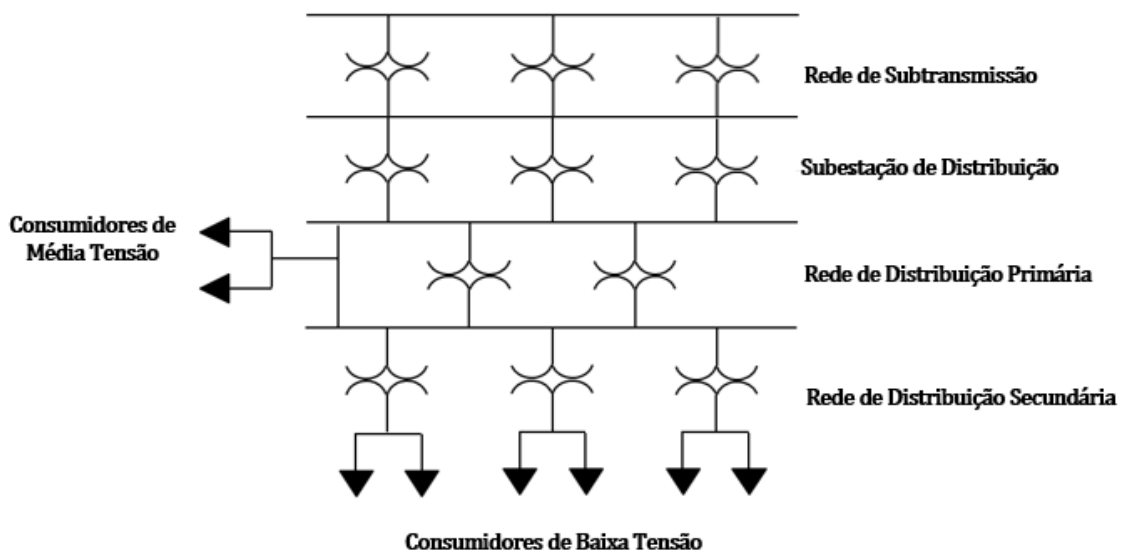 Rede de Subtransmissão
Subestação de Distribuição
Consumidores de
Média Tensão
Rede de Distribuição Primária
Rede de Distribuição Secundária
Consumidores de Baixa Tensão